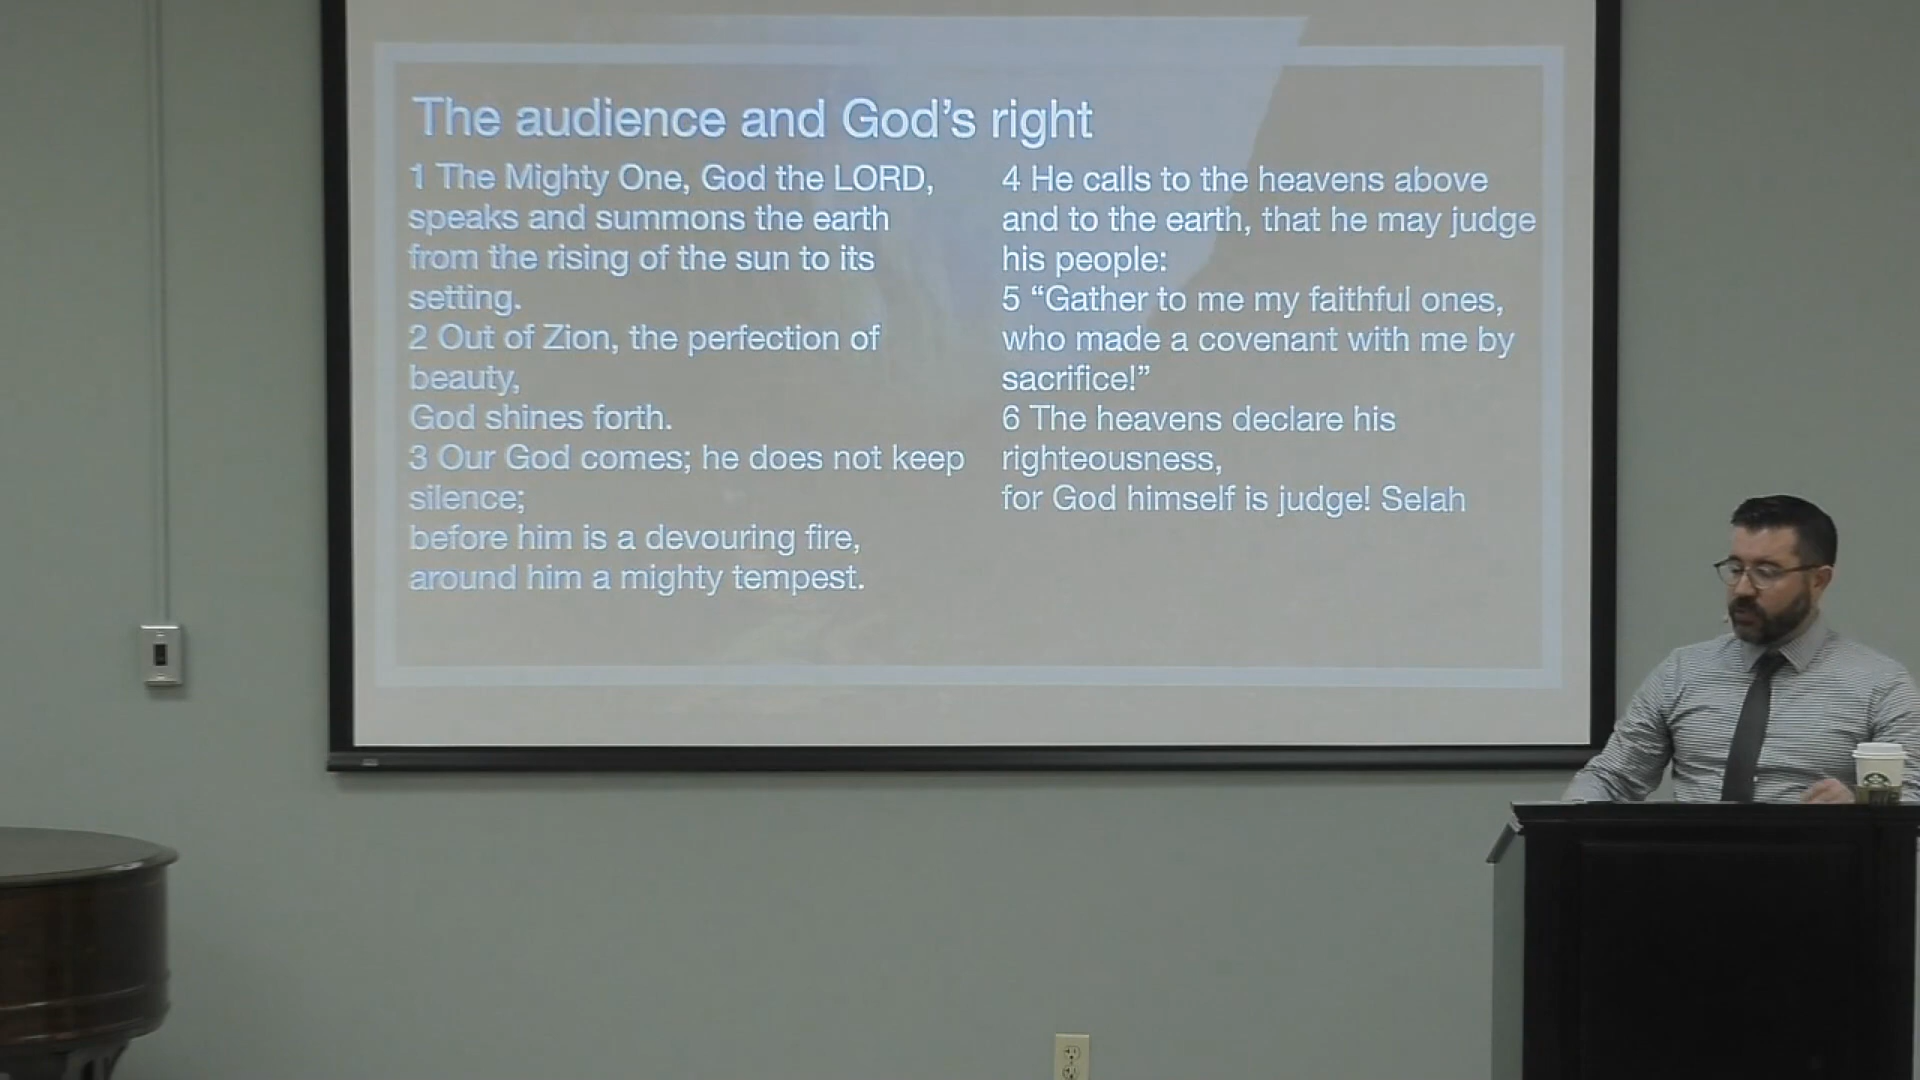 The audience and God’s right
1 The Mighty One, God the LORD,
speaks and summons the earth
from the rising of the sun to its
setting.
2 Out of Zion, the perfection of
beauty,
God shines forth.
3 Our God comes; he does not keep
silence;
before him is a devouring fire,
around him a mighty tempest.
4 He calls to the heavens above
and to the earth, that he may judge
his people:
5 “Gather to me my faithful ones,
who made a covenant with me by
sacrifice!”
6 The heavens declare his
righteousness,
for God himself is judge! Selah